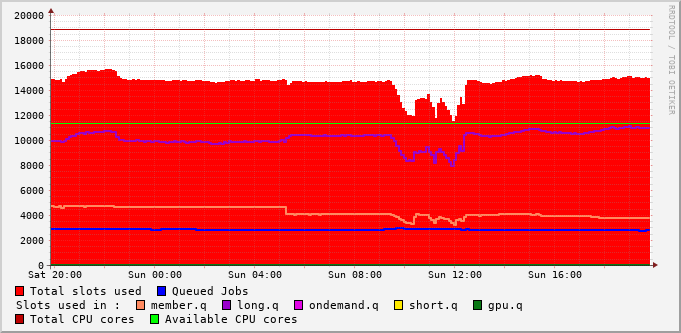 RRDTOOL / TOBI OETIKER
20000
18000
16000
14000
12000
10000
8000
6000
4000
2000
0
Sat 20:00 Sun 00:00 Sun 04:00 Sun 08:00 Sun 12:00 Sun 16:00
Total slots used Queued Jobs
Slots used in : member.q long.q ondemand.q short.q gpu.q
Total CPU cores Available CPU cores